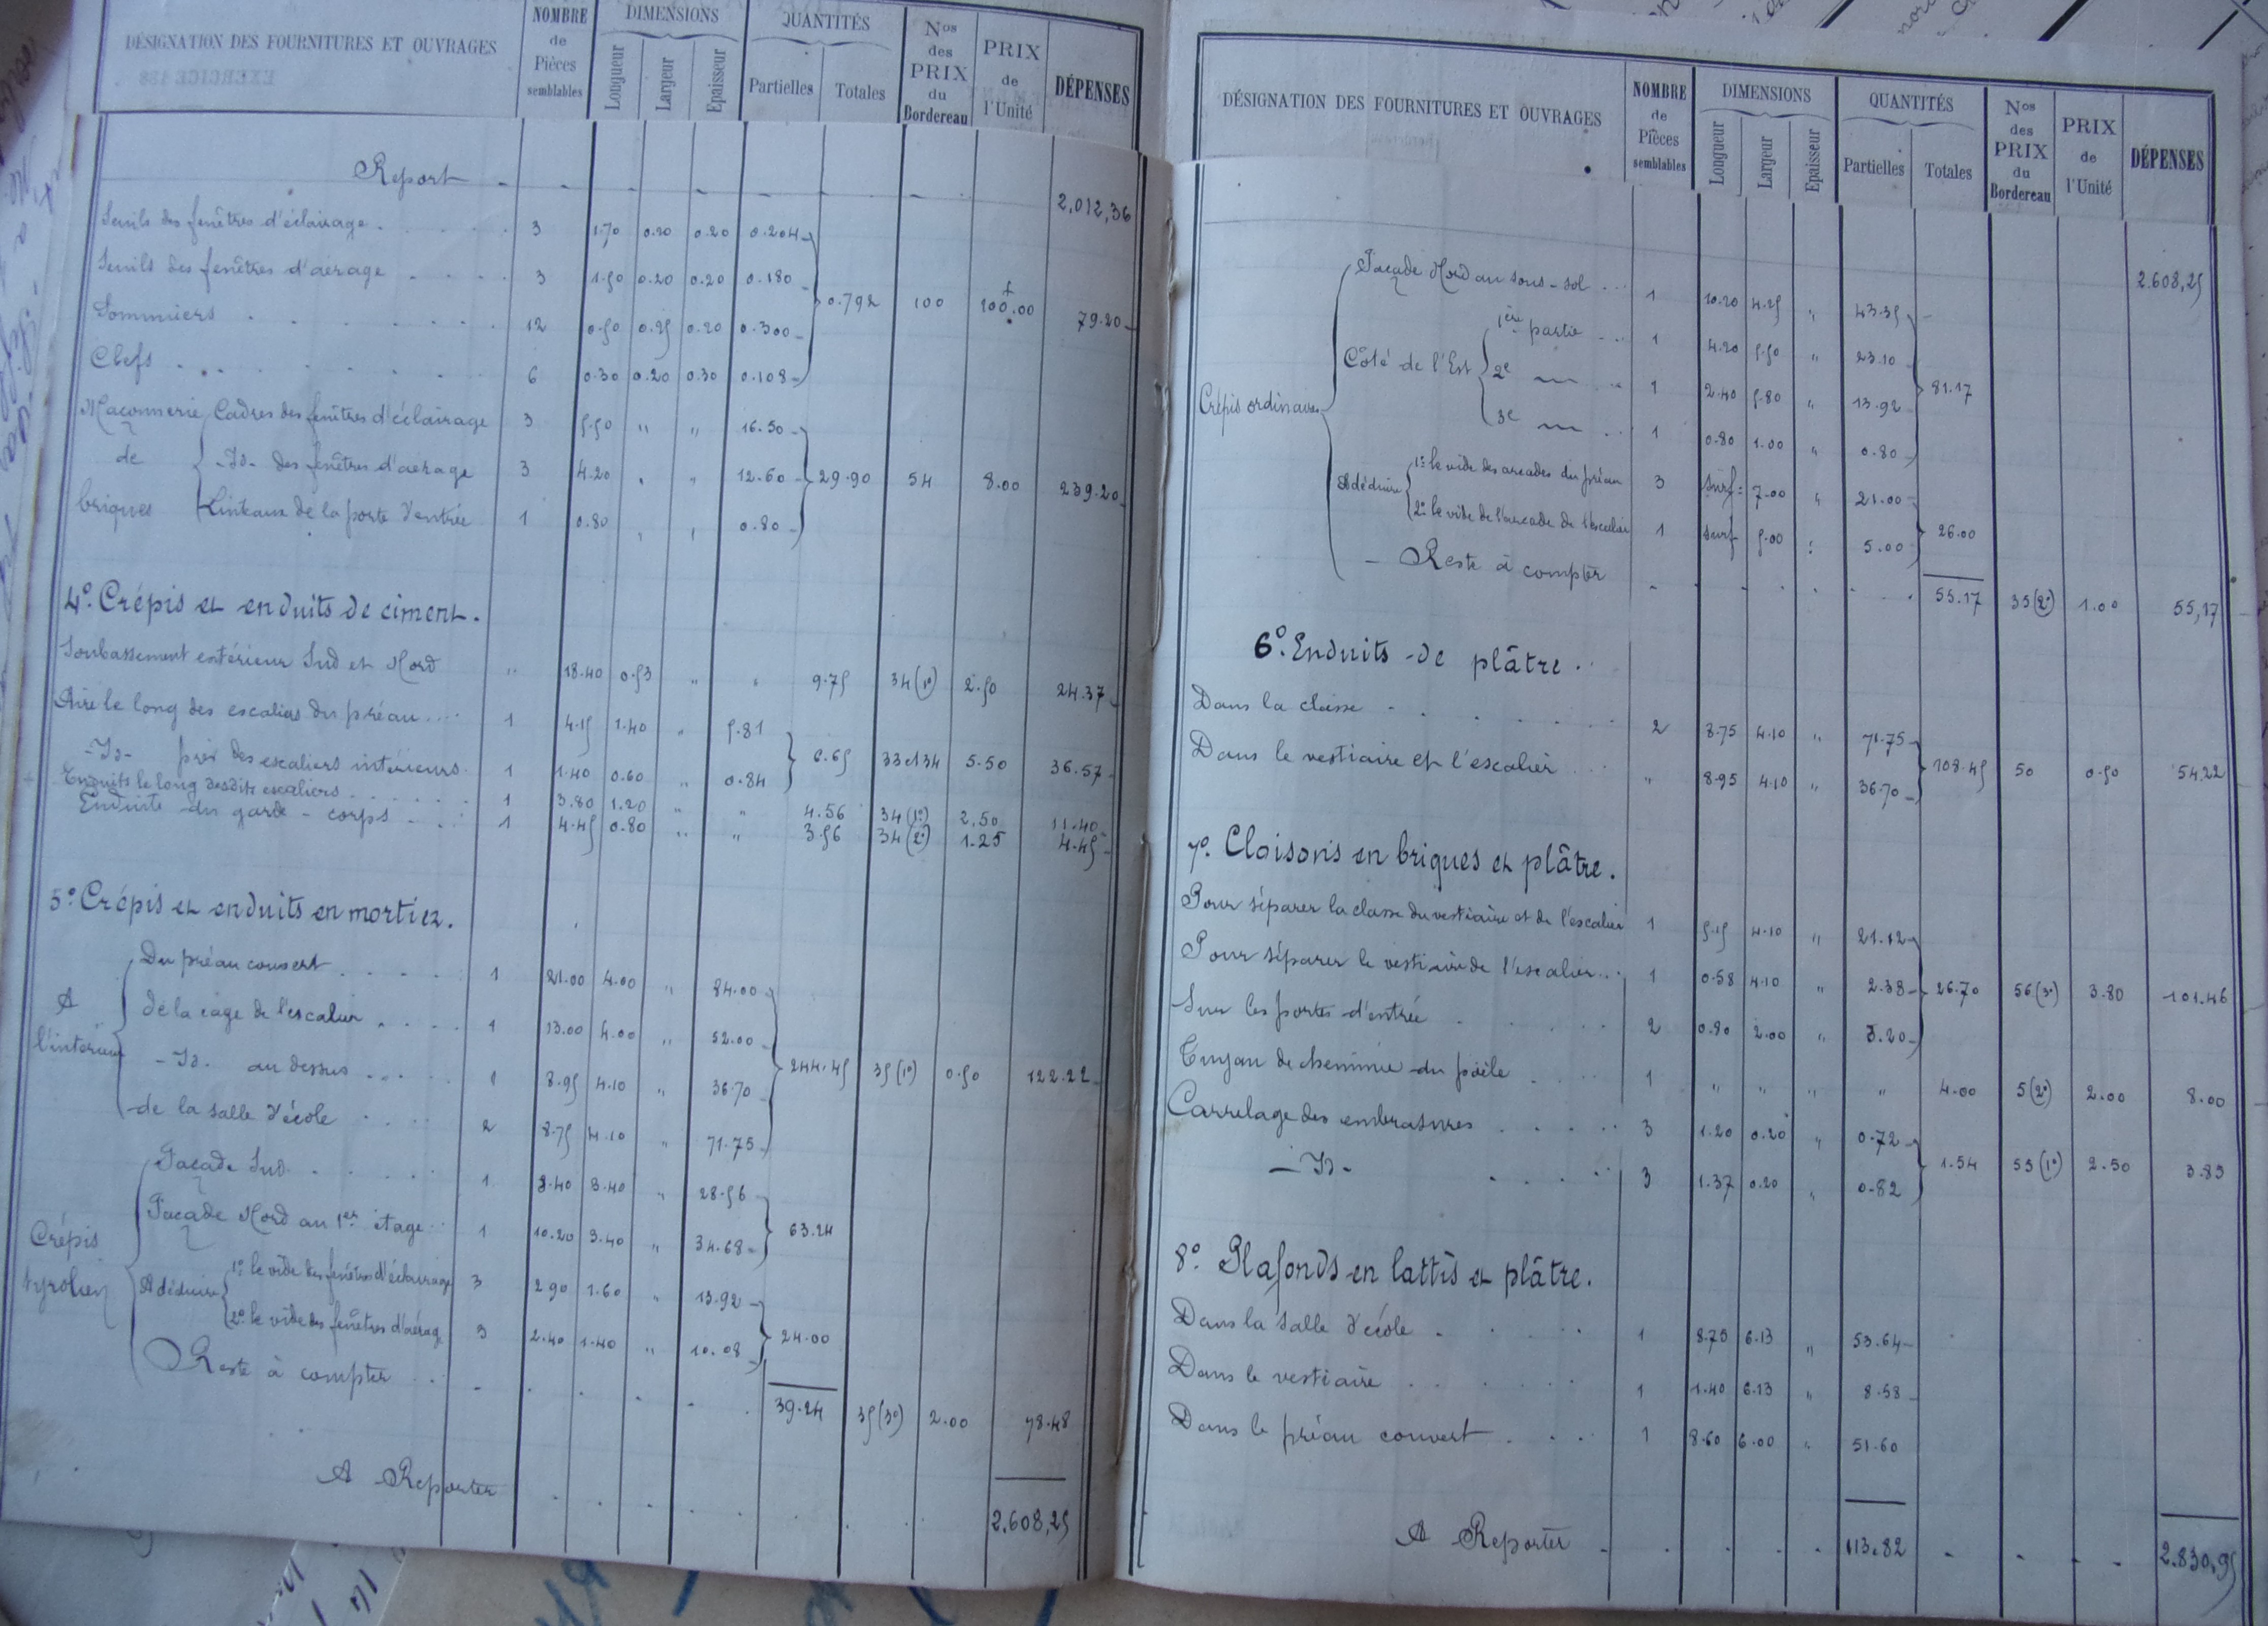 DÉSIGNATION DES FOURNITURES ET OUVRAGES NOMBRE de Pièces semblables DIMENSIONS Longueur Largeur Epaisseur QUANTITÉS Partielles Totales Nos des PRIX du Bordereau PRIX de l'Unité DÉPENSES
Report 2,012,36
Seuils des fenêtres d'éclairage 3 1.70 0.20 0.20 0.204
Seuils des fenêtres d'aérage 3 1.50 0.20 0.20 0.180
0.792 100 100.00 79.20
Sommiers 12 0.50 0.25 0.20 0.300
Clefs 6 0.30 0.20 0.30 0.108
Maçonnerie Cadres des fenêtres d'éclairage 3 5.50 " " 16.50
de -Id- des fenêtres d'aérage 3 4.20 " " 12.60 29.90 54 8.00 239.20
briques Linteaux de la porte d'entrée 1 0.80 " " 0.80
4° Crépis et enduits de ciment.
Soubassement extérieur Sud et Nord " 18.40 0.53 " " 9.75 34(1°) 2.50 24.37
Aire le long des escaliers du préau 1 4.15 1.40 " 5.81
6.65 33et34 5.50 36.57
-Id- près des escaliers intérieurs 1 1.40 0.60 " 0.84
Enduits le long desdits escaliers 1 3.80 1.20 " " 4.56 34(1°) 2.50 11.40
Enduits du garde-corps 1 4.45 0.80 " " 3.56 34(2°) 1.25 4.45
5° Crépis et enduits en mortier.
A l'intérieur
Du préau couvert 1 21.00 4.00 " 84.00
de la cage de l'escalier 1 13.00 4.00 " 52.00
244.45 35(1°) 0.50 122.22
-Id- au dessus 1 8.95 4.10 " 36.70
de la salle d'école 2 8.75 4.10 " 71.75
Crépis tyrolien
Façade Sud 1 8.40 3.40 " 28.56
63.24
Façade Nord au 1er étage 1 10.20 3.40 " 34.68
A déduire 1° le vide des fenêtres d'éclairage 3 2.90 1.60 " 13.92
24.00
2° le vide des fenêtres d'aérage 3 2.40 1.40 " 10.08
Reste à compter 39.24 35(3°) 2.00 78.48
A Reporter 2.608,25
DÉSIGNATION DES FOURNITURES ET OUVRAGES NOMBRE de Pièces semblables DIMENSIONS Longueur Largeur Epaisseur QUANTITÉS Partielles Totales Nos des PRIX du Bordereau PRIX de l'Unité DÉPENSES
2.608,25
Crépis ordinaires
Façade Nord au sous-sol 1 10.20 4.25 " 43.35
Côté de l'Est 1ère partie 1 4.20 5.50 " 23.10
81.17
2e 1 2.40 5.80 " 13.92
3e 1 0.80 1.00 " 0.80
A déduire 1° le vide des arcades du préau 3 surf= 7.00 " 21.00
26.00
2° le vide de l'arcade de l'escalier 1 surf 5.00 " 5.00
Reste à compter 55.17 35(2°) 1.00 55,17
6° Enduits de plâtre.
Dans la classe 2 8.75 4.10 " 71.75
108.45 50 0.50 54.22
Dans le vestiaire et l'escalier " 8.95 4.10 " 36.70
7° Cloisons en briques et plâtre.
Pour séparer la classe du vestiaire et de l'escalier 1 5.15 4.10 " 21.12
Pour séparer le vestiaire de l'escalier 1 0.58 4.10 " 2.38 26.70 56(3°) 3.80 101.46
Sur les portes d'entrée 2 0.80 2.00 " 3.20
Tuyau de cheminée du poële 1 " " " " 4.00 5(2°) 2.00 8.00
Carrelage des embrasures 3 1.20 0.20 " 0.72
1.54 53(1°) 2.50 3.85
-Id- 3 1.37 0.20 " 0.82
8° Plafonds en lattis et plâtre.
Dans la salle d'école 1 8.75 6.13 " 53.64
Dans le vestiaire 1 1.40 6.13 " 8.58
Dans le préau couvert 1 8.60 6.00 " 51.60
A Reporter 113.82 2.830,95